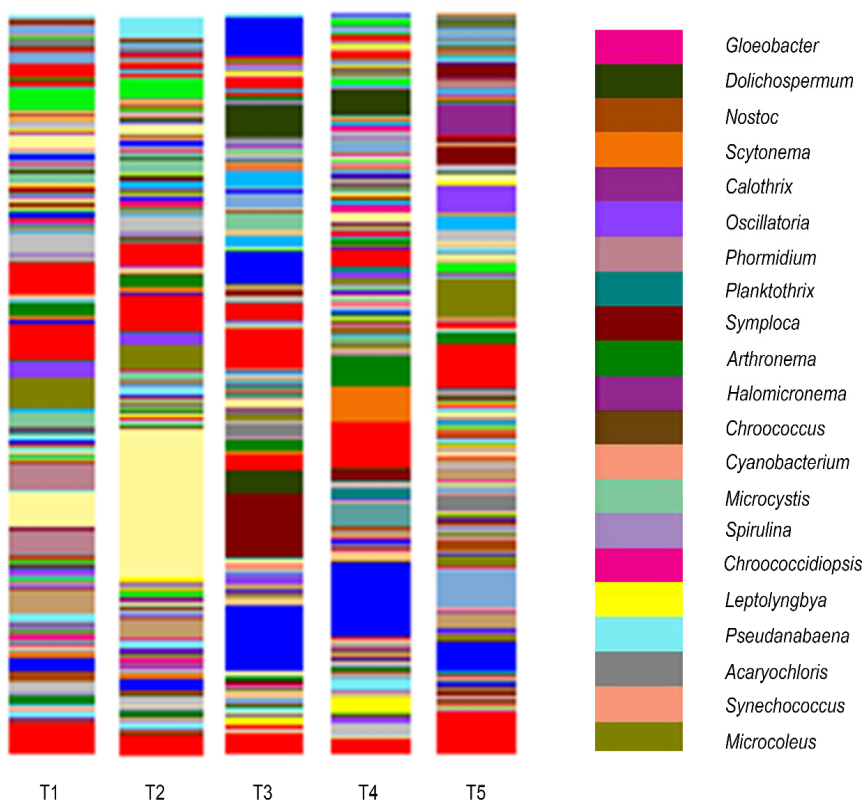 Gloeobacter
Dolichospermum
Nostoc
Scytonema
Calothrix
Oscillatoria
Phormidium
Planktothrix
Symploca
Arthronema
Halomicronema
Chroococcus
Cyanobacterium
Microcystis
Spirulina
Chroococcidiopsis
Leptolyngbya
Pseudanabaena
Acaryochloris
Synechococcus
Microcoleus
T1 T2 T3 T4 T5